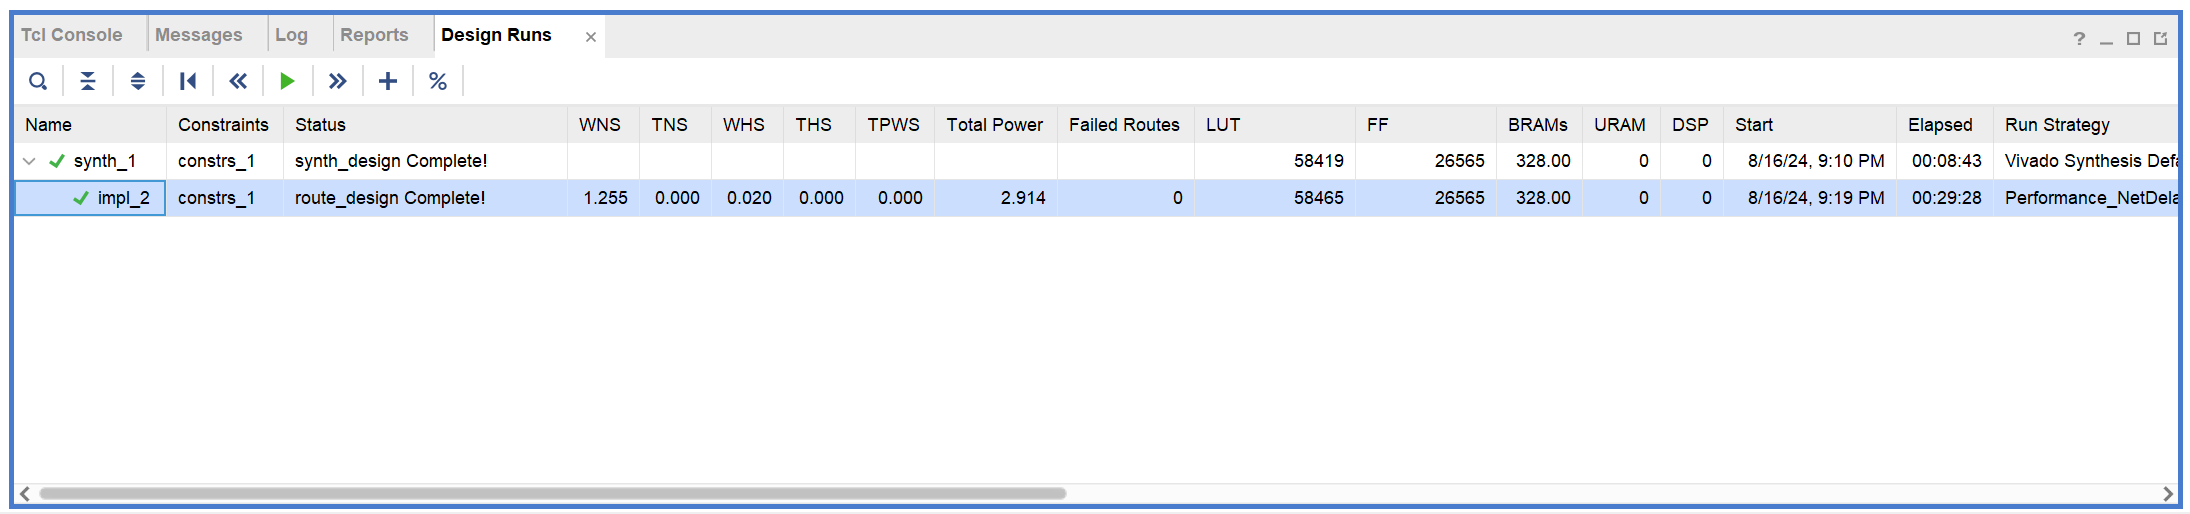 Tcl Console Messages Log Reports Design Runs ×
?
%
Name Constraints Status WNS TNS WHS THS TPWS Total Power Failed Routes LUT FF BRAMs URAM DSP Start Elapsed Run Strategy
synth_1 constrs_1 synth_design Complete! 58419 26565 328.00 0 0 8/16/24, 9:10 PM 00:08:43 Vivado Synthesis Defa
impl_2 constrs_1 route_design Complete! 1.255 0.000 0.020 0.000 0.000 2.914 0 58465 26565 328.00 0 0 8/16/24, 9:19 PM 00:29:28 Performance_NetDela